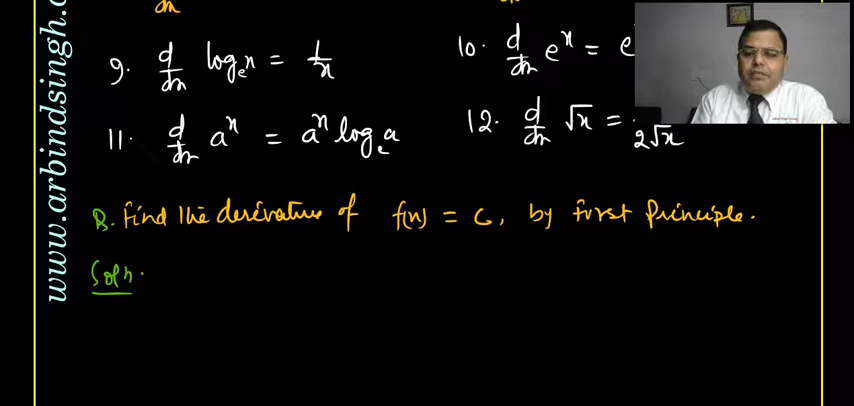 www.arbindsingh.c
dx
9. d/dx logₑx = 1/x
10. d/dx eˣ = e
11. d/dx aˣ = aˣ logₑa
12. d/dx √x = 2√x
Q. Find the derivative of f(x) = c, by first Principle.
Soln.